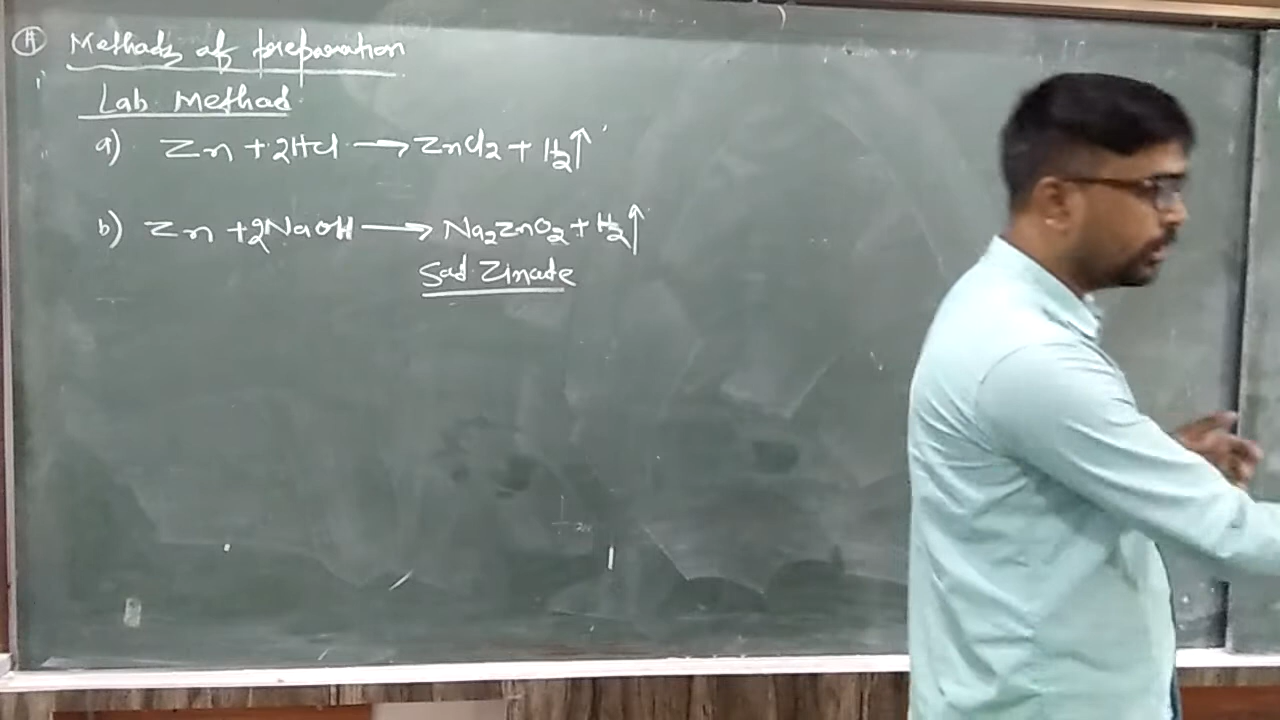 (#) Methods of preparation
Lab Method
a) Zn + 2HCl → ZnCl2 + H2↑
b) Zn + 2NaOH → Na2ZnO2 + H2↑
Sod Zincate